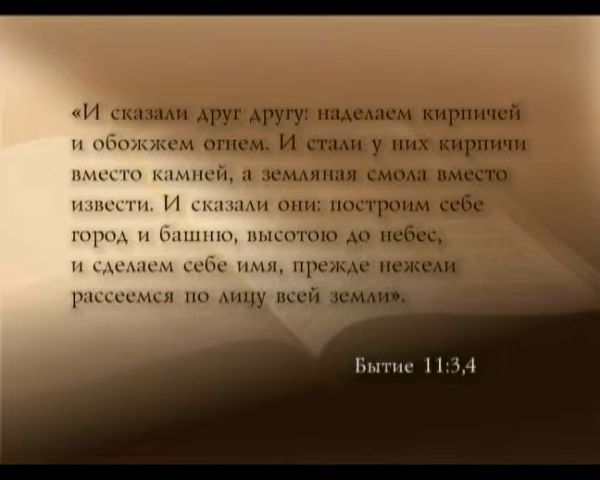 «И сказали друг другу: наделаем кирпичей
и обожжем огнем. И стали у них кирпичи
вместо камней, а земляная смола вместо
извести. И сказали они: построим себе
город и башню, высотою до небес,
и сделаем себе имя, прежде нежели
рассеемся по лицу всей земли».
Бытие 11:3,4